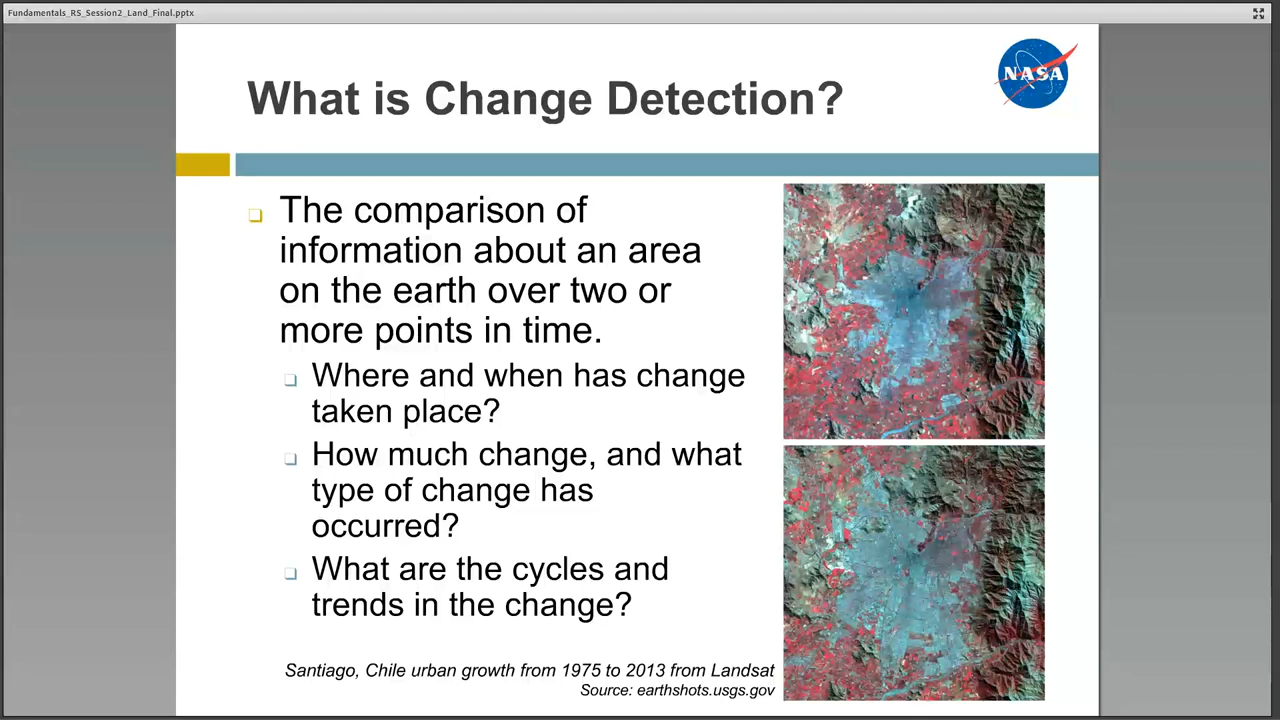 Fundamentals_RS_Session2_Land_Final.pptx
What is Change Detection?
NASA
The comparison of
information about an area
on the earth over two or
more points in time.
Where and when has change
taken place?
How much change, and what
type of change has
occurred?
What are the cycles and
trends in the change?
Santiago, Chile urban growth from 1975 to 2013 from Landsat
Source: earthshots.usgs.gov